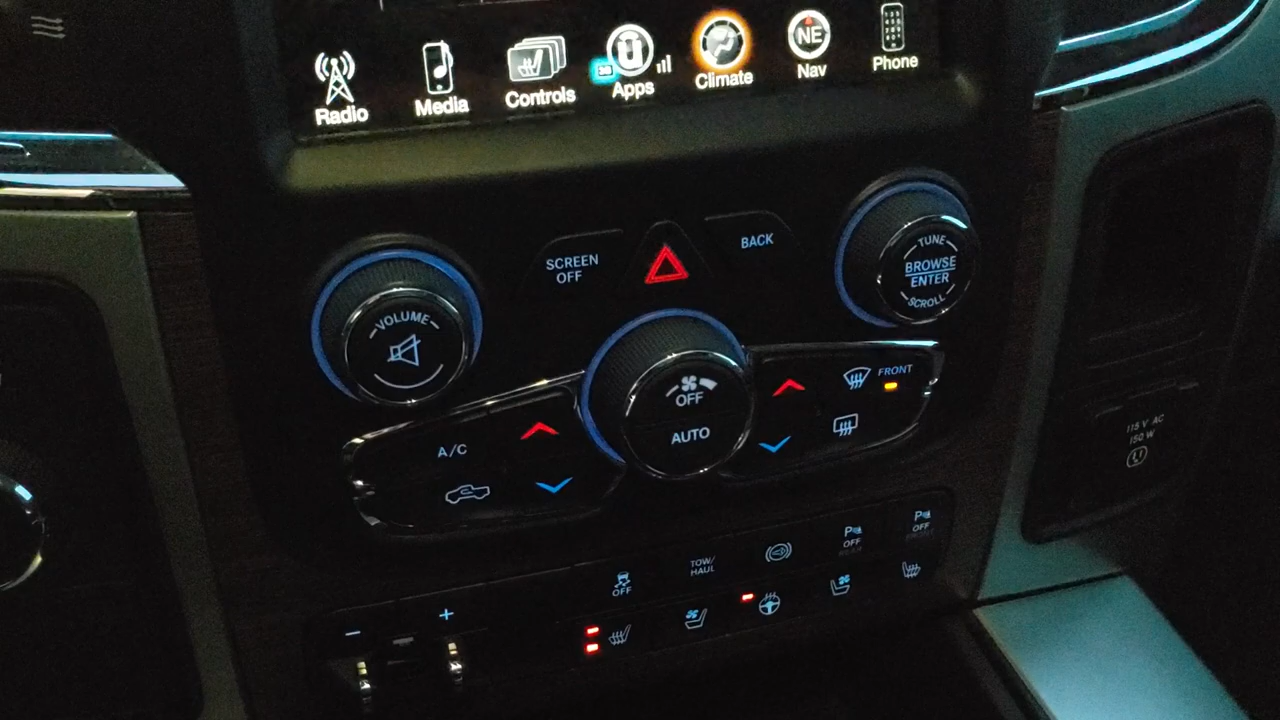 Radio
Media
Controls
Apps
Climate
NE
Nav
Phone
SCREEN
OFF
BACK
TUNE
BROWSE
ENTER
SCROLL
VOLUME
OFF
AUTO
FRONT
A/C
115 V AC
150 W
OFF
TOW/
HAUL
P
OFF
P
OFF
- +